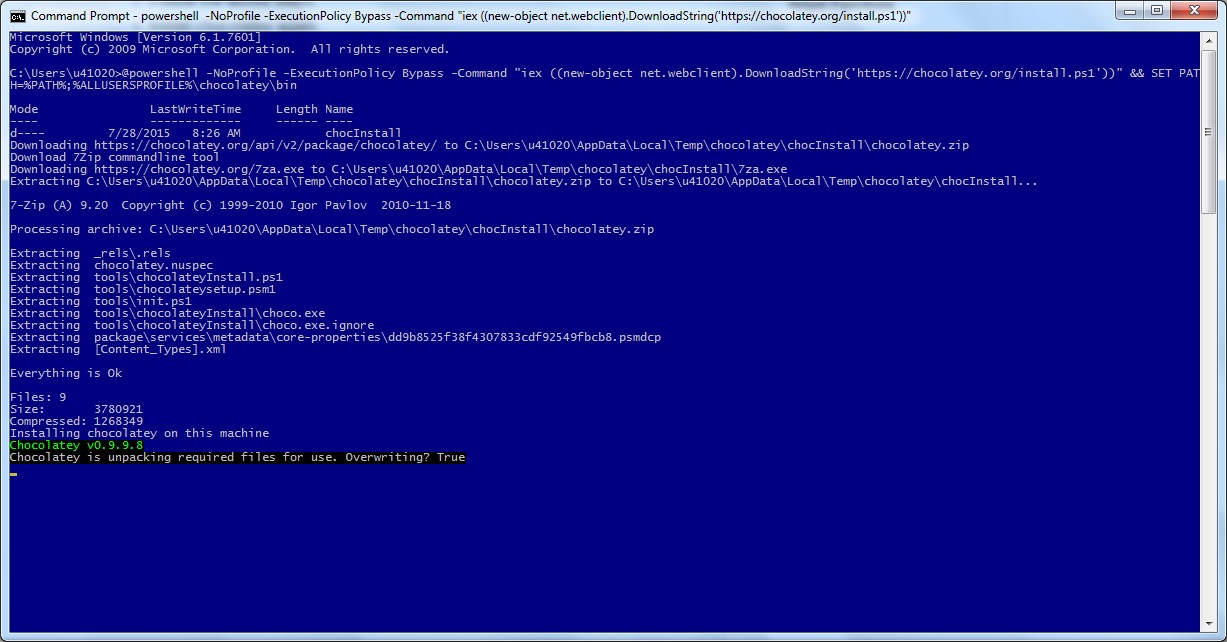 Command Prompt - powershell  -NoProfile -ExecutionPolicy Bypass -Command "iex ((new-object net.webclient).DownloadString('https://chocolatey.org/install.ps1'))"
Microsoft Windows [Version 6.1.7601]
Copyright (c) 2009 Microsoft Corporation.  All rights reserved.
C:\Users\u41020>@powershell -NoProfile -ExecutionPolicy Bypass -Command "iex ((new-object net.webclient).DownloadString('https://chocolatey.org/install.ps1'))" && SET PAT
H=%PATH%;%ALLUSERSPROFILE%\chocolatey\bin
Mode                LastWriteTime     Length Name
----                -------------     ------ ----
d----         7/28/2015   8:26 AM            chocInstall
Downloading https://chocolatey.org/api/v2/package/chocolatey/ to C:\Users\u41020\AppData\Local\Temp\chocolatey\chocInstall\chocolatey.zip
Download 7Zip commandline tool
Downloading https://chocolatey.org/7za.exe to C:\Users\u41020\AppData\Local\Temp\chocolatey\chocInstall\7za.exe
Extracting C:\Users\u41020\AppData\Local\Temp\chocolatey\chocInstall\chocolatey.zip to C:\Users\u41020\AppData\Local\Temp\chocolatey\chocInstall...
7-Zip (A) 9.20  Copyright (c) 1999-2010 Igor Pavlov  2010-11-18
Processing archive: C:\Users\u41020\AppData\Local\Temp\chocolatey\chocInstall\chocolatey.zip
Extracting  _rels\.rels
Extracting  chocolatey.nuspec
Extracting  tools\chocolateyInstall.ps1
Extracting  tools\chocolateysetup.psm1
Extracting  tools\init.ps1
Extracting  tools\chocolateyInstall\choco.exe
Extracting  tools\chocolateyInstall\choco.exe.ignore
Extracting  package\services\metadata\core-properties\dd9b8525f38f4307833cdf92549fbcb8.psmdcp
Extracting  [Content_Types].xml
Everything is Ok
Files: 9
Size:       3780921
Compressed: 1268349
Installing chocolatey on this machine
Chocolatey v0.9.9.8
Chocolatey is unpacking required files for use. Overwriting? True